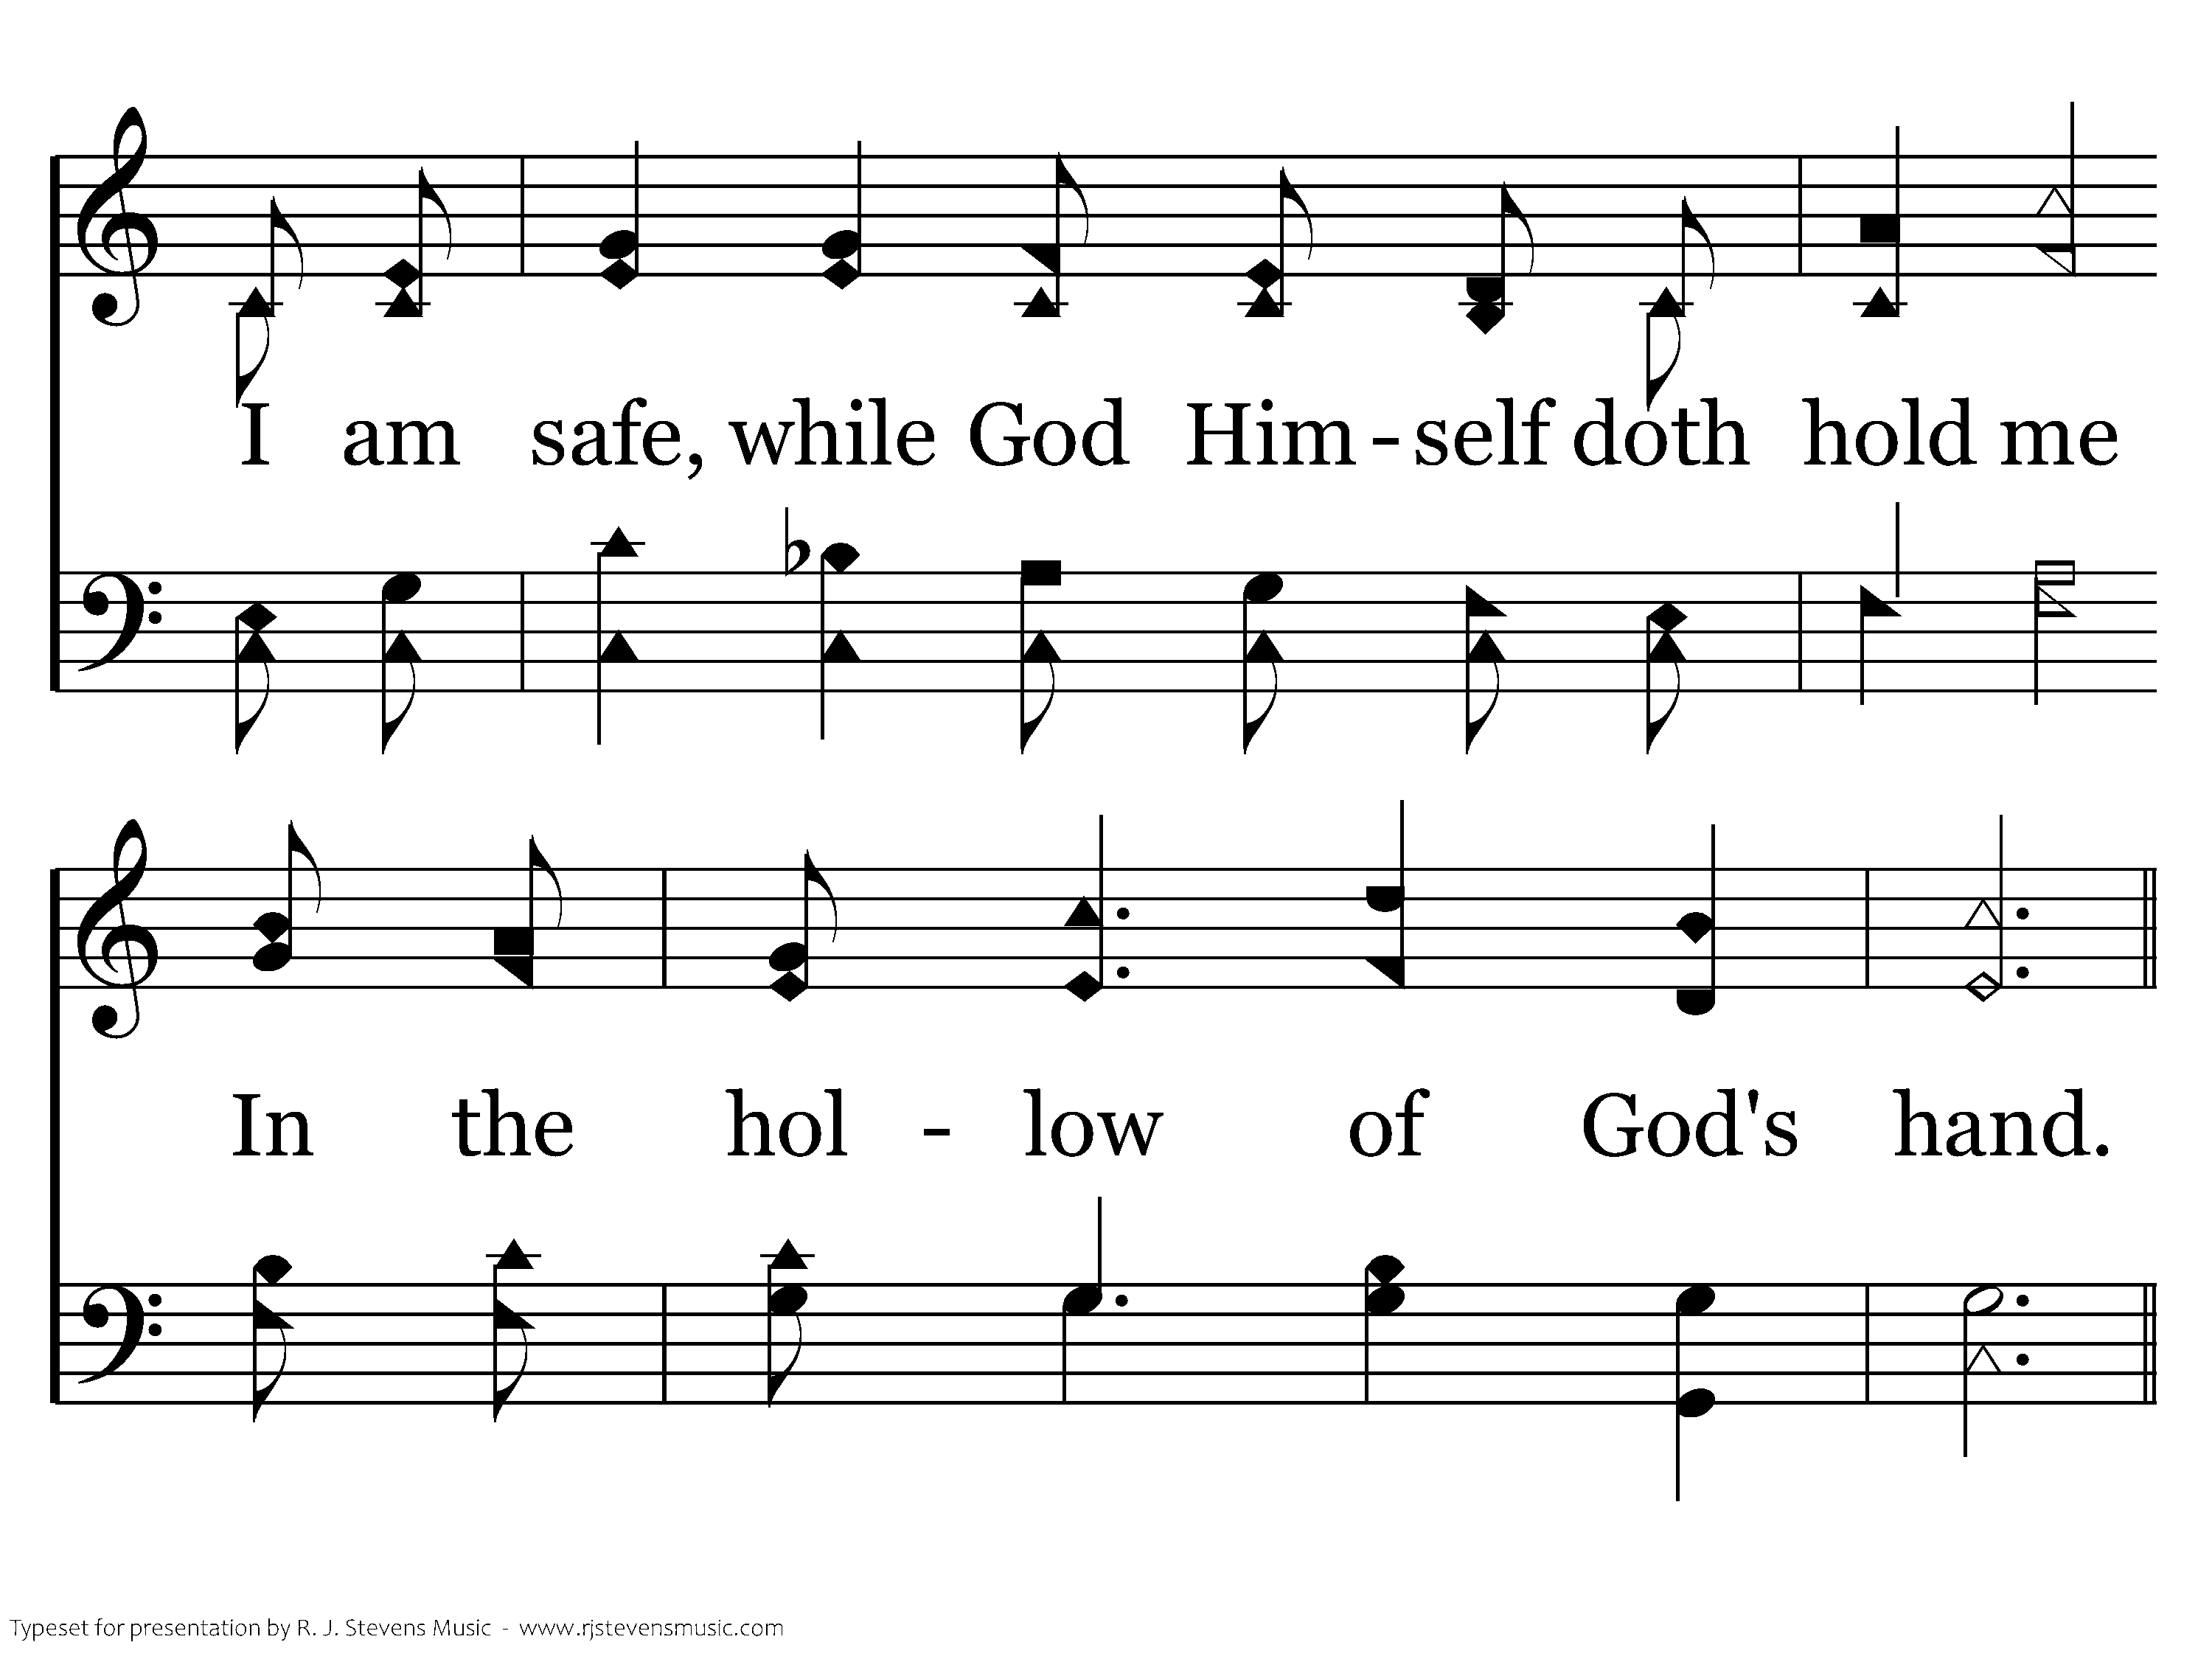 I am safe, while God Him - self doth hold me
In the hol - low of God's hand.
Typeset for presentation by R. J. Stevens Music - www.rjstevensmusic.com